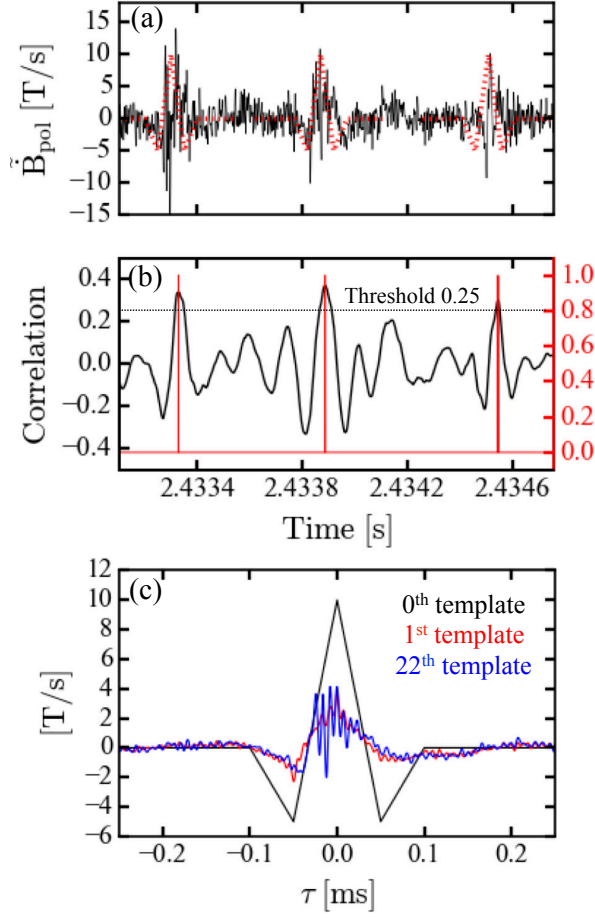 (a)
15
10
5
0
−5
−10
−15
B̃̇pol [T/s]
(b)
0.4
0.2
0.0
−0.2
−0.4
Correlation
Threshold 0.25
1.0
0.8
0.6
0.4
0.2
0.0
2.4334 2.4338 2.4342 2.4346
Time [s]
(c)
12
10
8
6
4
2
0
−2
−4
−6
[T/s]
0th template
1st template
22th template
−0.2 −0.1 0.0 0.1 0.2
τ [ms]